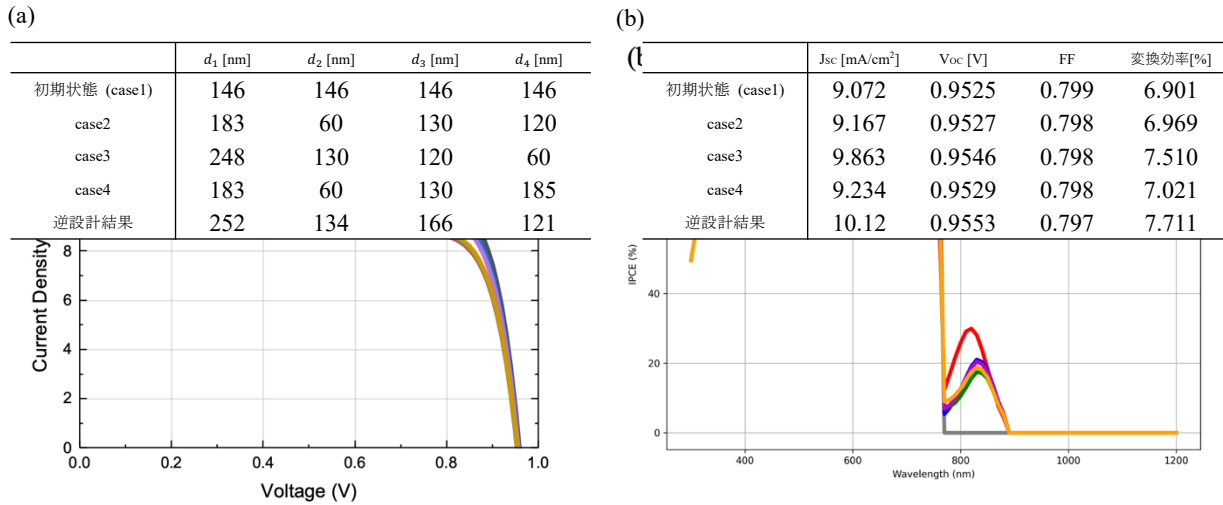 (a)
d₁ [nm] d₂ [nm] d₃ [nm] d₄ [nm]
初期状態 (case1) 146 146 146 146
case2 183 60 130 120
case3 248 130 120 60
case4 183 60 130 185
逆設計結果 252 134 166 121
Current Density
8
6
4
2
0
0.0 0.2 0.4 0.6 0.8 1.0
Voltage (V)
(b)
Jsc [mA/cm²] Voc [V] FF 変換効率[%]
初期状態 (case1) 9.072 0.9525 0.799 6.901
case2 9.167 0.9527 0.798 6.969
case3 9.863 0.9546 0.798 7.510
case4 9.234 0.9529 0.798 7.021
逆設計結果 10.12 0.9553 0.797 7.711
IPCE (%)
40
20
0
400 600 800 1000 1200
Wavelength (nm)